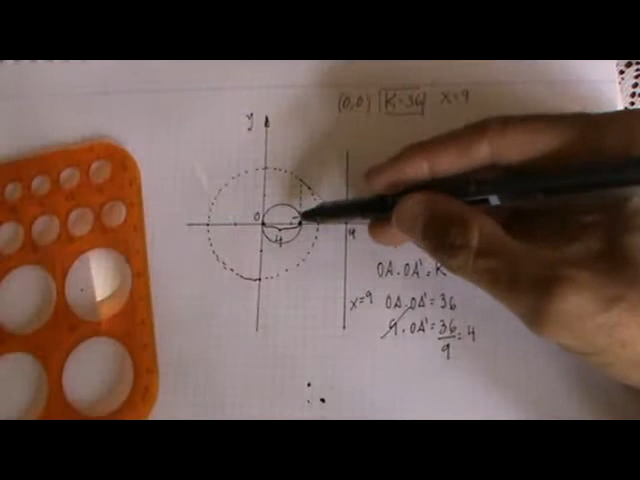 (0,0) K=36 x=9
y
0
4
9
OA·OA'=K
x=9 OA·OA'=36
9·OA'=36/9=4